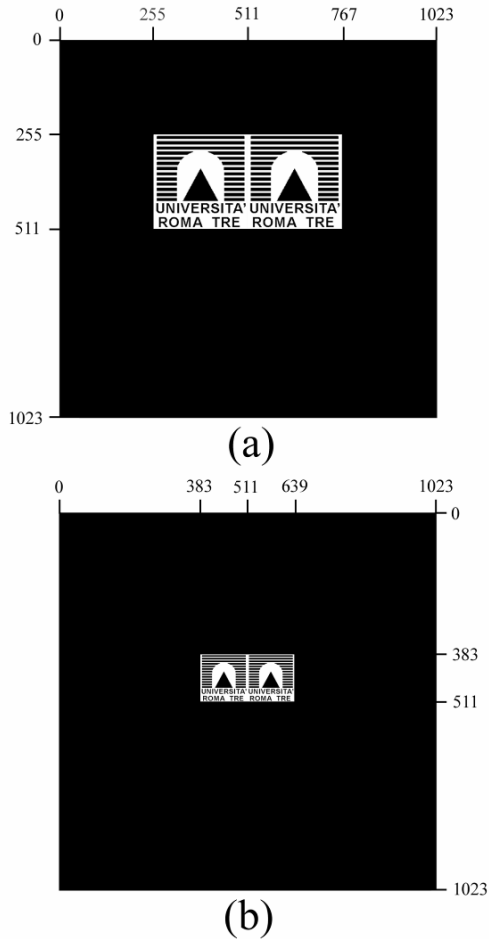 0 255 511 767 1023
0
255
UNIVERSITA' UNIVERSITA'
ROMA TRE ROMA TRE
511
1023
(a)
0 383 511 639 1023
0
383
UNIVERSITA' UNIVERSITA'
ROMA TRE ROMA TRE
511
1023
(b)